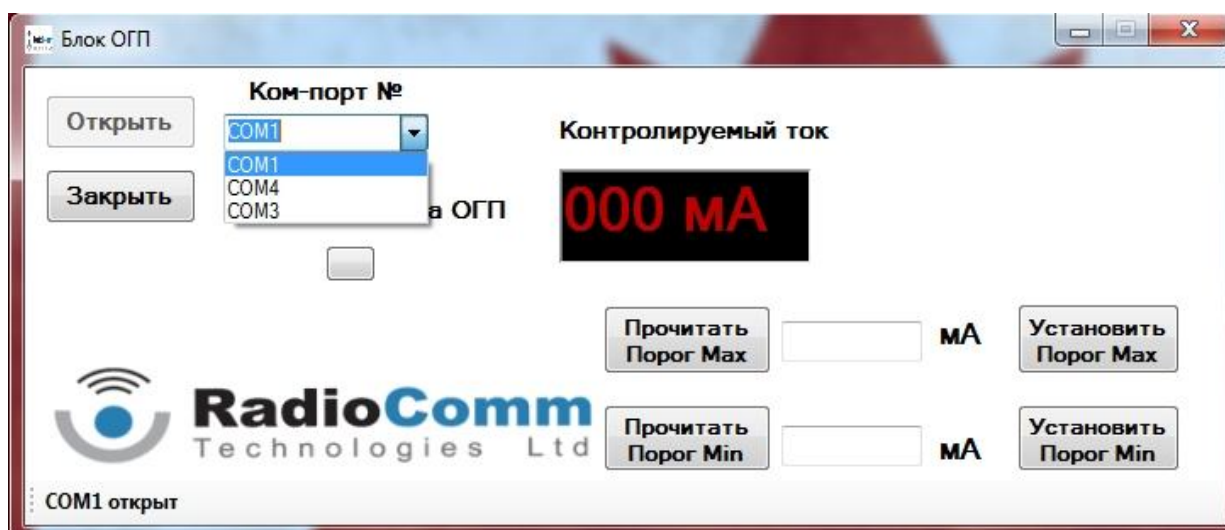 Блок ОГП
Ком-порт №
Открыть
COM1
Контролируемый ток
COM1
COM4
COM3
Закрыть
а ОГП
000 мА
Прочитать
Порог Max
мА
Установить
Порог Max
RadioComm
Technologies Ltd
Прочитать
Порог Min
мА
Установить
Порог Min
COM1 открыт